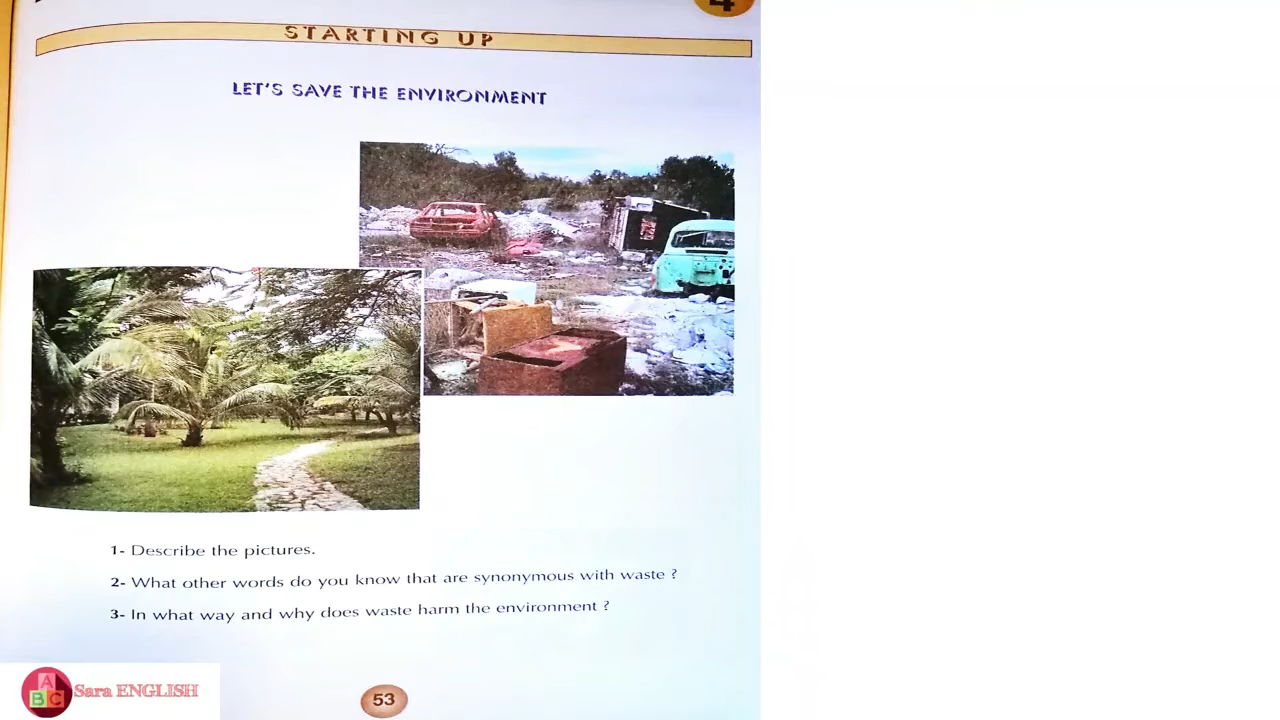 4
STARTING UP
LET'S SAVE THE ENVIRONMENT
1- Describe the pictures.
2- What other words do you know that are synonymous with waste ?
3- In what way and why does waste harm the environment ?
A
B C
Sara ENGLISH
53